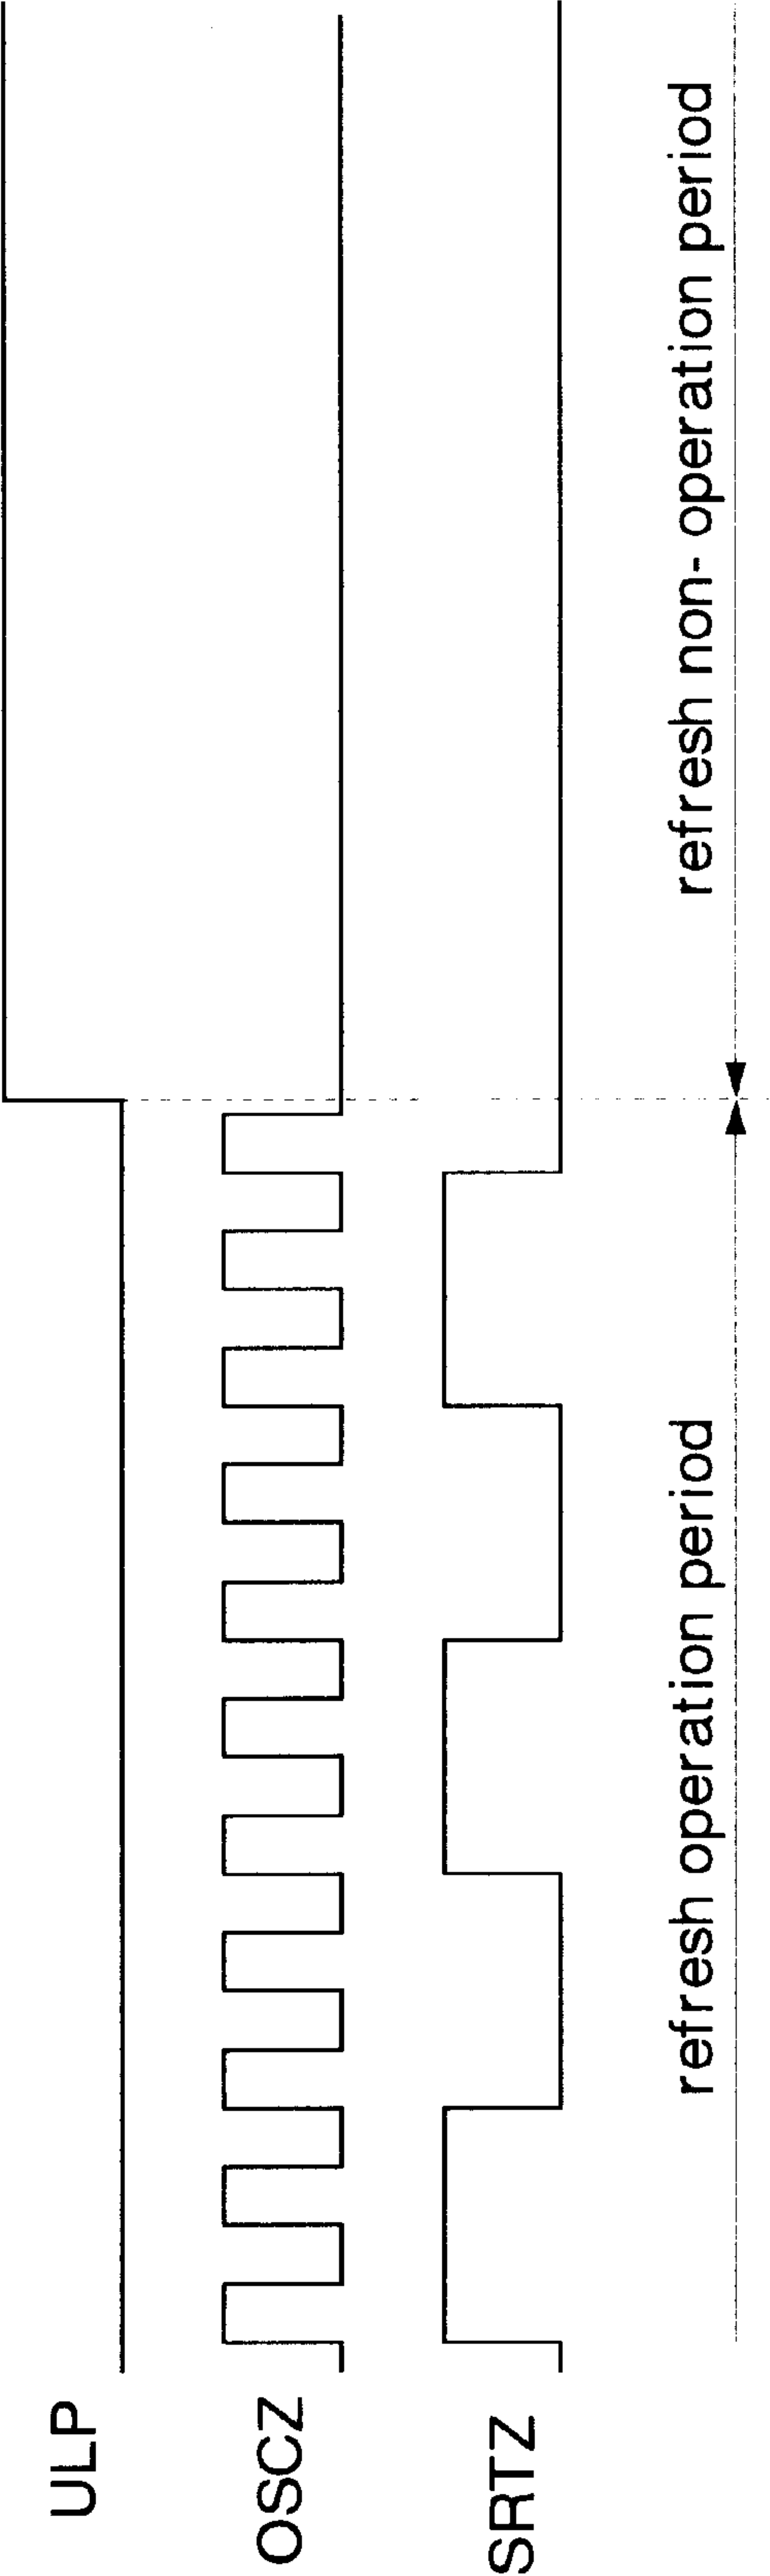 ULP
OSCZ
SRTZ
refresh operation period
refresh non- operation period